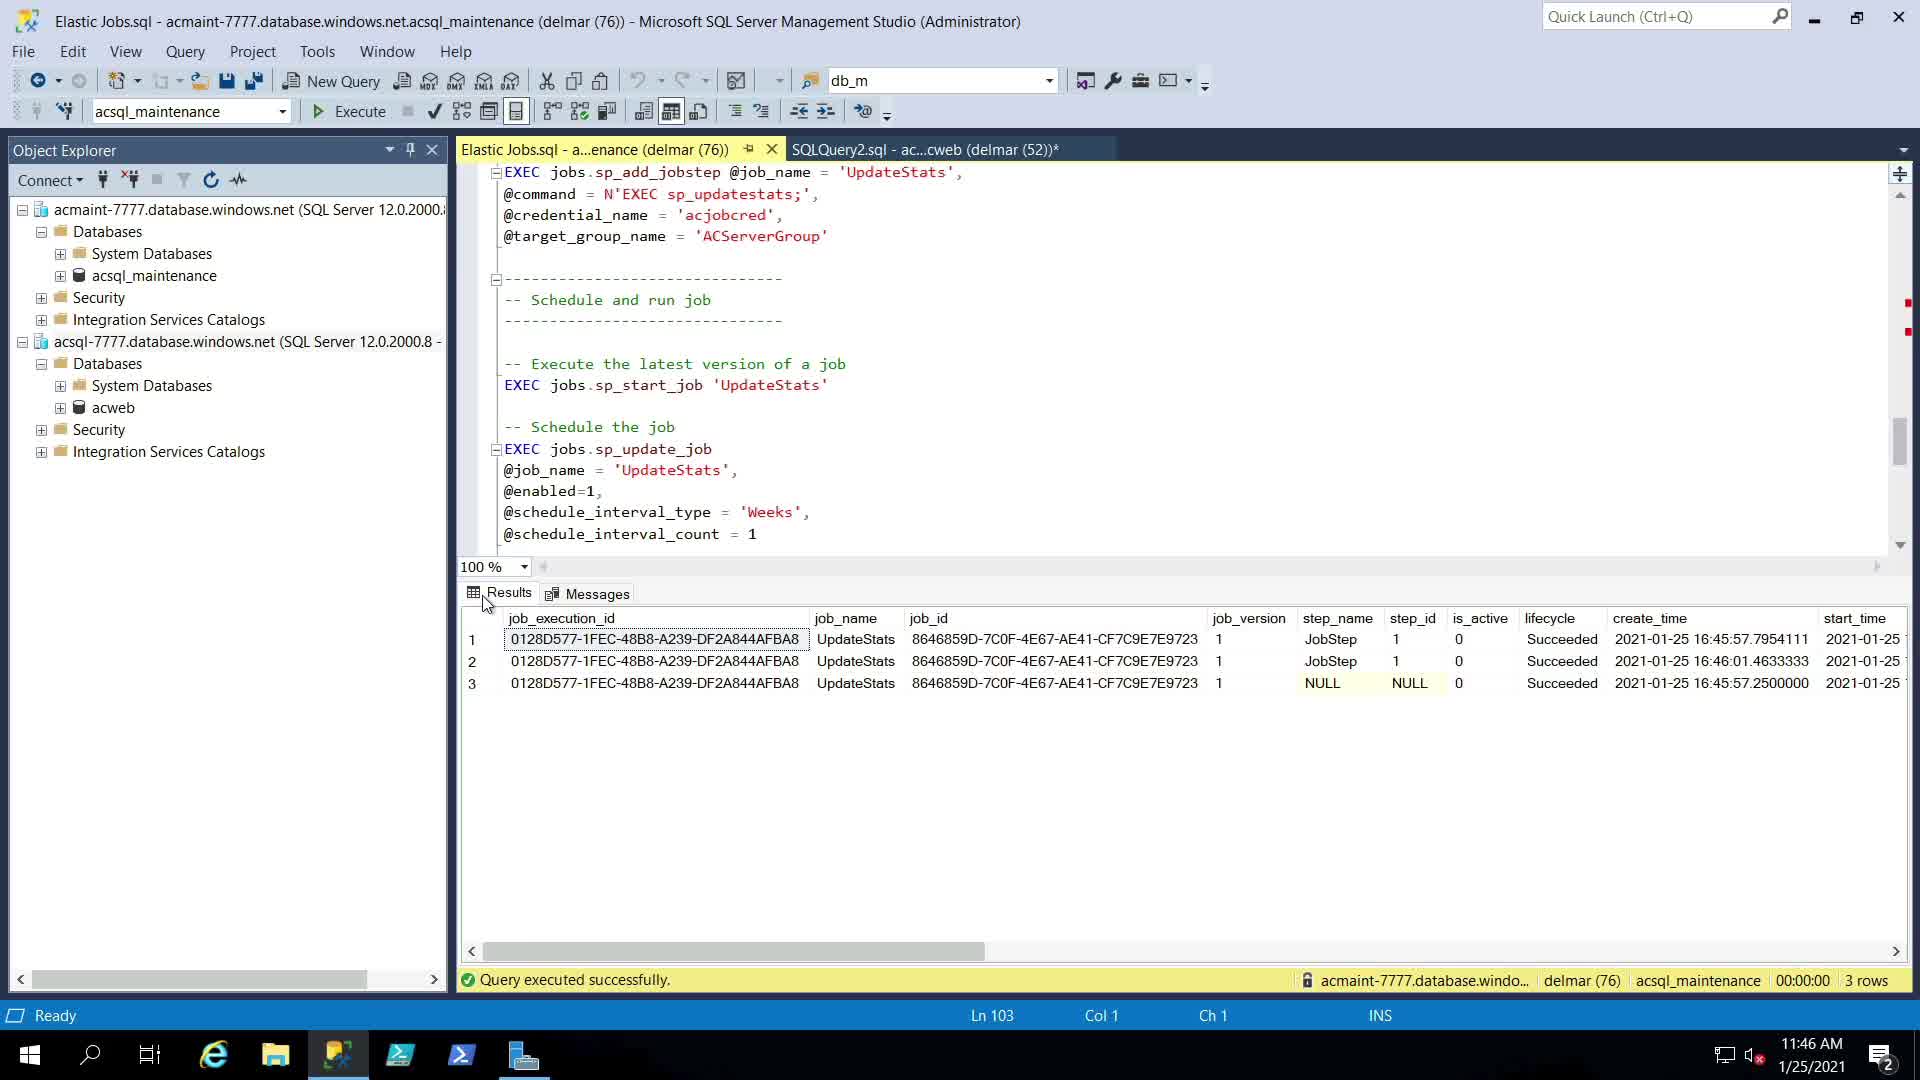 Elastic Jobs.sql - acmaint-7777.database.windows.net.acsql_maintenance (delmar (76)) - Microsoft SQL Server Management Studio (Administrator)
Quick Launch (Ctrl+Q)
File Edit View Query Project Tools Window Help
New Query
MDX DMX XMLA DAX
db_m
acsql_maintenance
Execute
Object Explorer
Elastic Jobs.sql - a...enance (delmar (76))
SQLQuery2.sql - ac...cweb (delmar (52))*
Connect
acmaint-7777.database.windows.net (SQL Server 12.0.2000.8
Databases
System Databases
acsql_maintenance
Security
Integration Services Catalogs
acsql-7777.database.windows.net (SQL Server 12.0.2000.8 -
Databases
System Databases
acweb
Security
Integration Services Catalogs
EXEC jobs.sp_add_jobstep @job_name = 'UpdateStats',
@command = N'EXEC sp_updatestats;',
@credential_name = 'acjobcred',
@target_group_name = 'ACServerGroup'
-------------------------------
-- Schedule and run job
-------------------------------
-- Execute the latest version of a job
EXEC jobs.sp_start_job 'UpdateStats'
-- Schedule the job
EXEC jobs.sp_update_job
@job_name = 'UpdateStats',
@enabled=1,
@schedule_interval_type = 'Weeks',
@schedule_interval_count = 1
100 %
Results Messages
job_execution_id job_name job_id job_version step_name step_id is_active lifecycle create_time start_time
1 0128D577-1FEC-48B8-A239-DF2A844AFBA8 UpdateStats 8646859D-7C0F-4E67-AE41-CF7C9E7E9723 1 JobStep 1 0 Succeeded 2021-01-25 16:45:57.7954111 2021-01-25
2 0128D577-1FEC-48B8-A239-DF2A844AFBA8 UpdateStats 8646859D-7C0F-4E67-AE41-CF7C9E7E9723 1 JobStep 1 0 Succeeded 2021-01-25 16:46:01.4633333 2021-01-25
3 0128D577-1FEC-48B8-A239-DF2A844AFBA8 UpdateStats 8646859D-7C0F-4E67-AE41-CF7C9E7E9723 1 NULL NULL 0 Succeeded 2021-01-25 16:45:57.2500000 2021-01-25
Query executed successfully.
acmaint-7777.database.windo... delmar (76) acsql_maintenance 00:00:00 3 rows
Ready
Ln 103 Col 1 Ch 1 INS
11:46 AM
1/25/2021
2